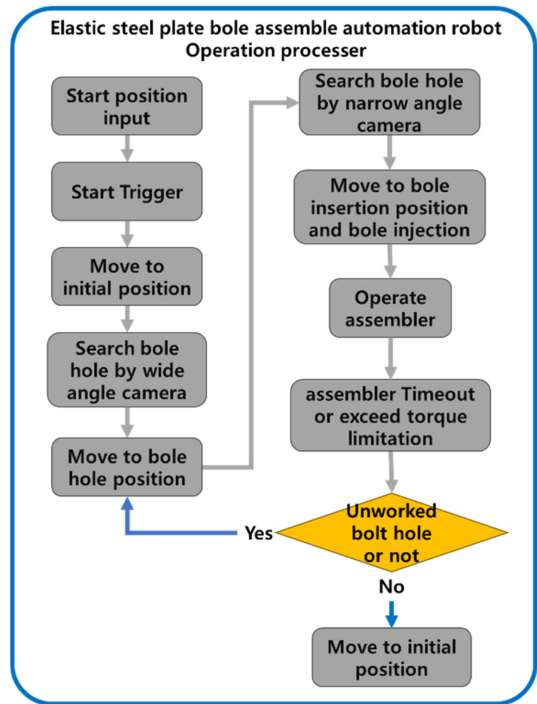 Elastic steel plate bole assemble automation robot
Operation processer
Start position
input
Start Trigger
Move to
initial position
Search bole
hole by wide
angle camera
Move to bole
hole position
Search bole hole
by narrow angle
camera
Move to bole
insertion position
and bole injection
Operate
assembler
assembler Timeout
or exceed torque
limitation
Unworked
bolt hole
or not
Yes
No
Move to initial
position